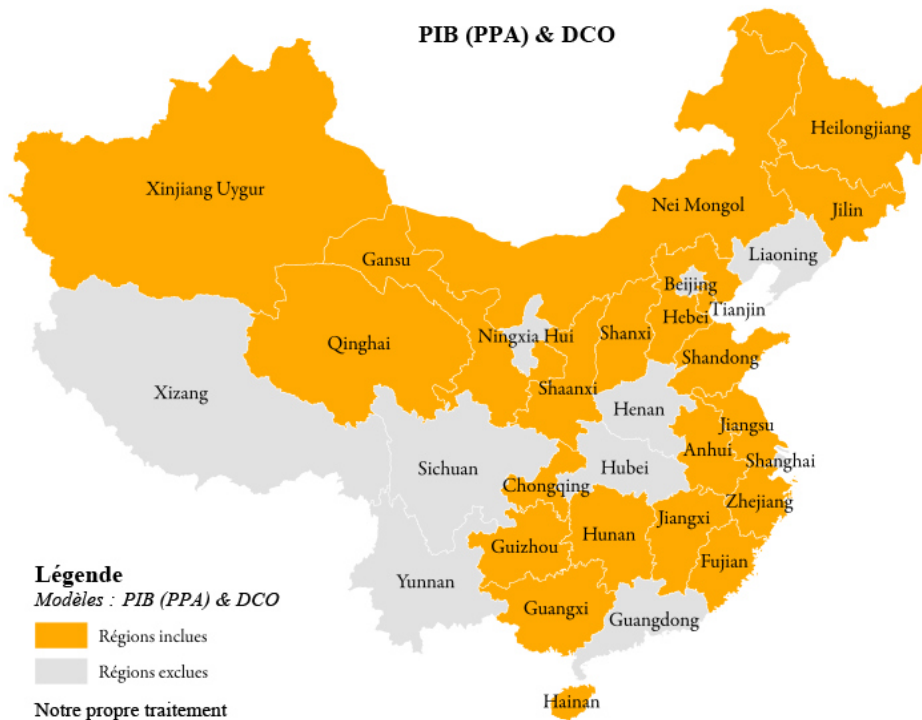 PIB (PPA) & DCO
Heilongjiang
Xinjiang Uygur
Nei Mongol
Jilin
Gansu
Liaoning
Beijing
Tianjin
Hebei
Ningxia Hui
Shanxi
Qinghai
Shandong
Xizang
Shaanxi
Henan
Jiangsu
Anhui
Shanghai
Sichuan
Hubei
Chongqing
Zhejiang
Jiangxi
Hunan
Guizhou
Fujian
Yunnan
Guangxi
Guangdong
Hainan
Légende
Modèles : PIB (PPA) & DCO
Régions inclues
Régions exclues
Notre propre traitement